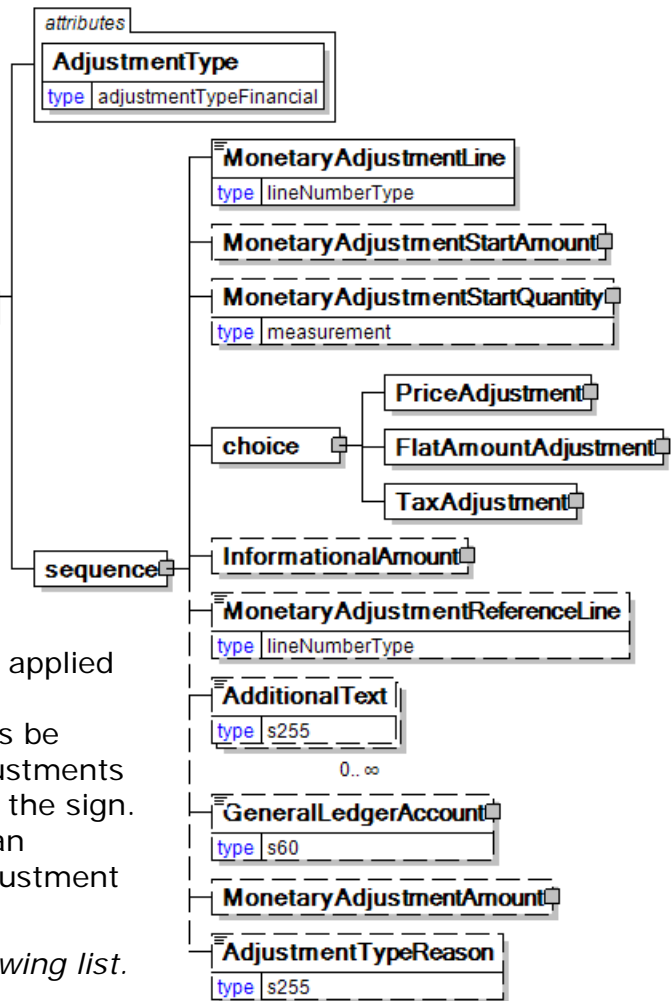 attributes
AdjustmentType
type adjustmentTypeFinancial
MonetaryAdjustmentLine
type lineNumberType
MonetaryAdjustmentStartAmount
MonetaryAdjustmentStartQuantity
type measurement
PriceAdjustment
choice
FlatAmountAdjustment
TaxAdjustment
sequence
InformationalAmount
MonetaryAdjustmentReferenceLine
type lineNumberType
AdditionalText
type s255
0.. ∞
GeneralLedgerAccount
type s60
MonetaryAdjustmentAmount
AdjustmentTypeReason
type s255
applied
s be
ustments
the sign.
an
justment
wing list.